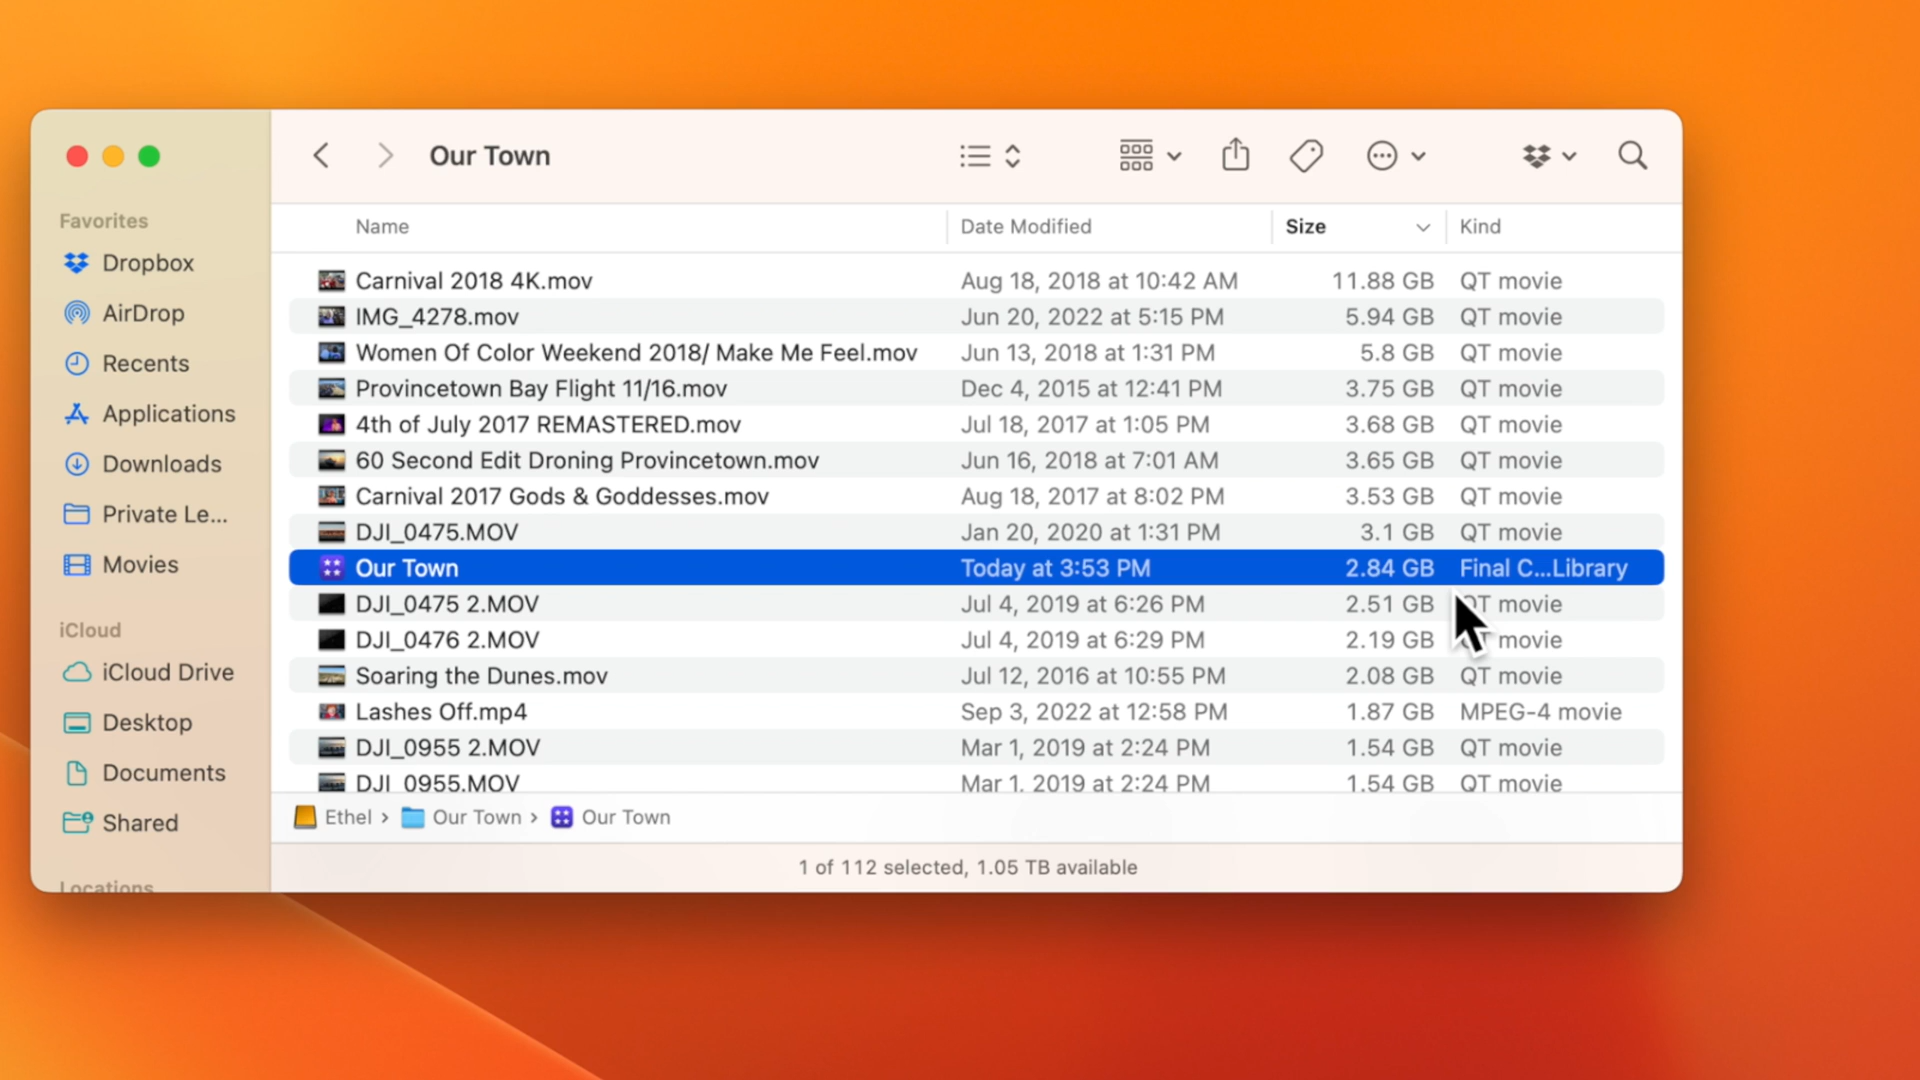 Our Town
Favorites
Dropbox
AirDrop
Recents
Applications
Downloads
Private Le...
Movies
iCloud
iCloud Drive
Desktop
Documents
Shared
Locations
Name Date Modified Size Kind
Carnival 2018 4K.mov Aug 18, 2018 at 10:42 AM 11.88 GB QT movie
IMG_4278.mov Jun 20, 2022 at 5:15 PM 5.94 GB QT movie
Women Of Color Weekend 2018/ Make Me Feel.mov Jun 13, 2018 at 1:31 PM 5.8 GB QT movie
Provincetown Bay Flight 11/16.mov Dec 4, 2015 at 12:41 PM 3.75 GB QT movie
4th of July 2017 REMASTERED.mov Jul 18, 2017 at 1:05 PM 3.68 GB QT movie
60 Second Edit Droning Provincetown.mov Jun 16, 2018 at 7:01 AM 3.65 GB QT movie
Carnival 2017 Gods & Goddesses.mov Aug 18, 2017 at 8:02 PM 3.53 GB QT movie
DJI_0475.MOV Jan 20, 2020 at 1:31 PM 3.1 GB QT movie
Our Town Today at 3:53 PM 2.84 GB Final C...Library
DJI_0475 2.MOV Jul 4, 2019 at 6:26 PM 2.51 GB QT movie
DJI_0476 2.MOV Jul 4, 2019 at 6:29 PM 2.19 GB QT movie
Soaring the Dunes.mov Jul 12, 2016 at 10:55 PM 2.08 GB QT movie
Lashes Off.mp4 Sep 3, 2022 at 12:58 PM 1.87 GB MPEG-4 movie
DJI_0955 2.MOV Mar 1, 2019 at 2:24 PM 1.54 GB QT movie
DJI_0955.MOV Mar 1, 2019 at 2:24 PM 1.54 GB QT movie
Ethel › Our Town › Our Town
1 of 112 selected, 1.05 TB available